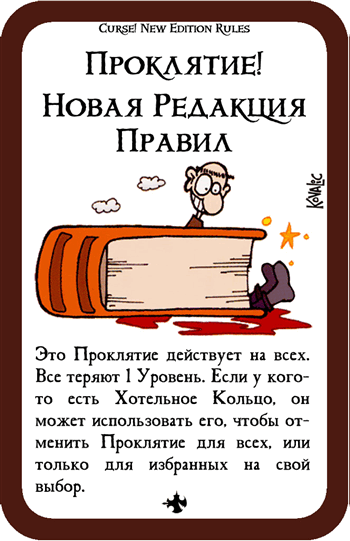 Curse! New Edition Rules
Проклятие!
Новая Редакция
Правил
Kovalic
Это Проклятие действует на всех.
Все теряют 1 Уровень. Если у кого-
то есть Хотельное Кольцо, он
может использовать его, чтобы от-
менить Проклятие для всех, или
только для избранных на свой
выбор.